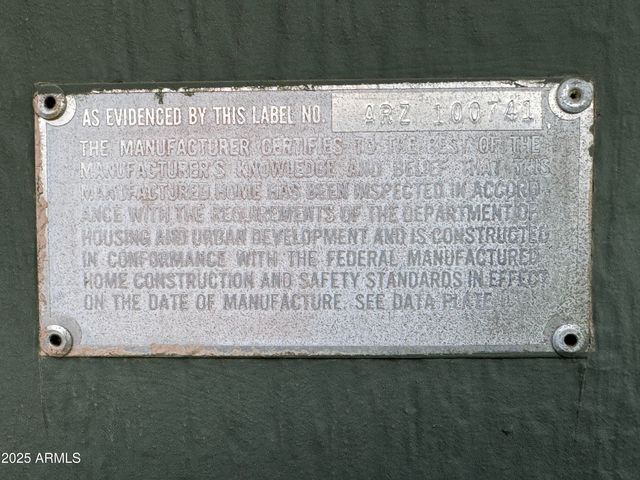 AS EVIDENCED BY THIS LABEL NO. ARZ 100741
THE MANUFACTURER CERTIFIES TO THE BEST OF THE
MANUFACTURER'S KNOWLEDGE AND BELIEF THAT THIS
MANUFACTURED HOME HAS BEEN INSPECTED IN ACCORD-
ANCE WITH THE REQUIREMENTS OF THE DEPARTMENT OF
HOUSING AND URBAN DEVELOPMENT AND IS CONSTRUCTED
IN CONFORMANCE WITH THE FEDERAL MANUFACTURED
HOME CONSTRUCTION AND SAFETY STANDARDS IN EFFECT
ON THE DATE OF MANUFACTURE. SEE DATA PLATE.
2025 ARMLS